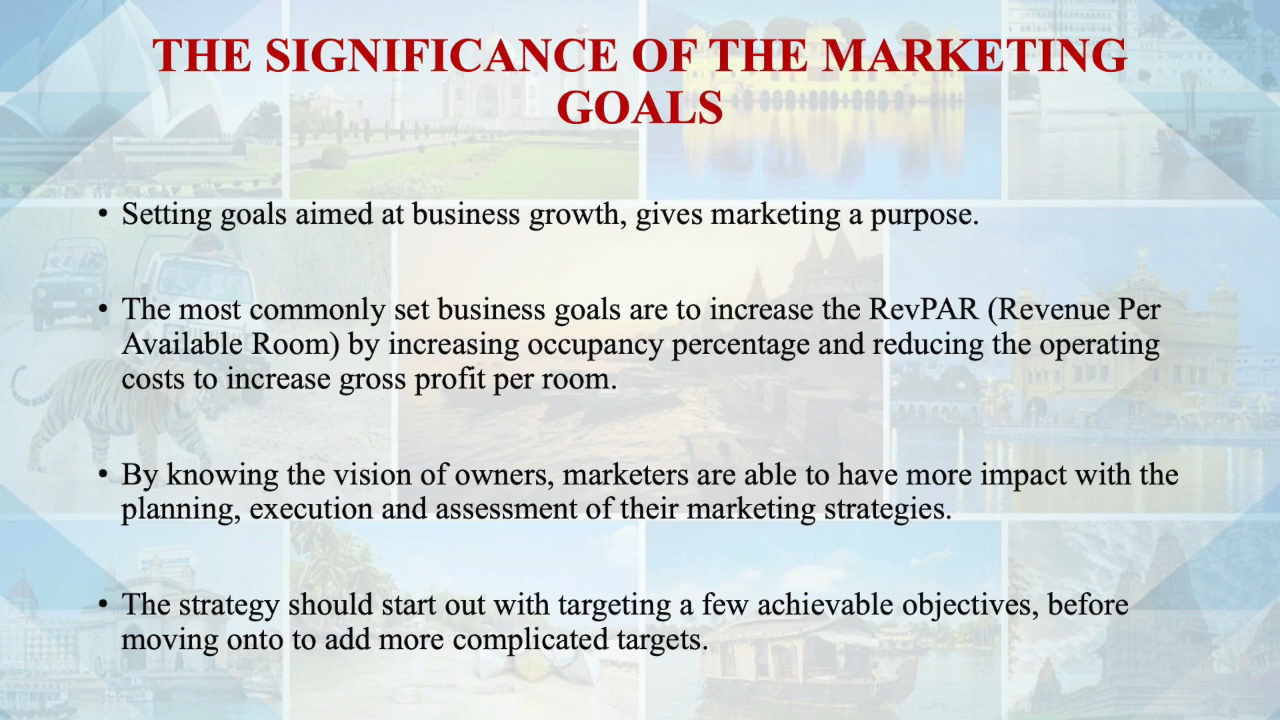 THE SIGNIFICANCE OF THE MARKETING
GOALS
• Setting goals aimed at business growth, gives marketing a purpose.
• The most commonly set business goals are to increase the RevPAR (Revenue Per
Available Room) by increasing occupancy percentage and reducing the operating
costs to increase gross profit per room.
• By knowing the vision of owners, marketers are able to have more impact with the
planning, execution and assessment of their marketing strategies.
• The strategy should start out with targeting a few achievable objectives, before
moving onto to add more complicated targets.